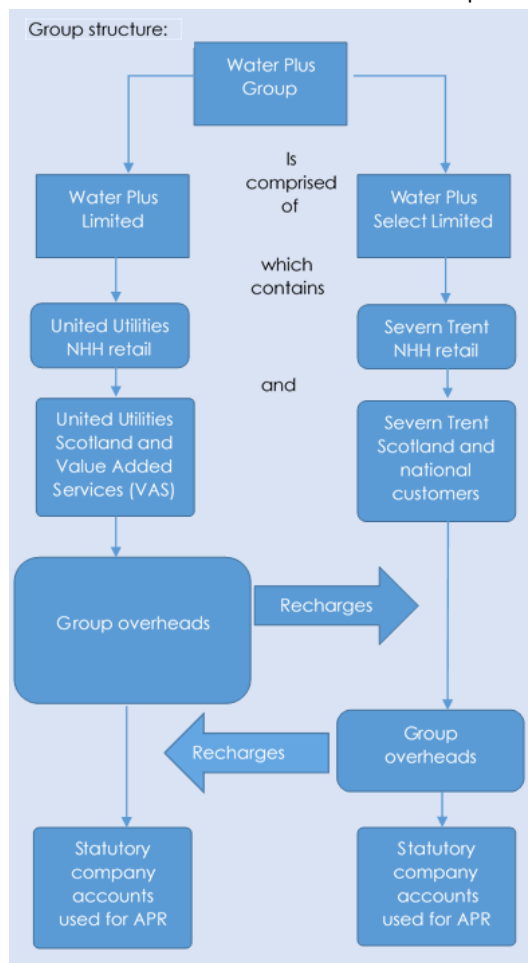 Group structure:
Water Plus
Group
Is
comprised
of
Water Plus
Limited
Water Plus
Select Limited
which
contains
United Utilities
NHH retail
Severn Trent
NHH retail
and
United Utilities
Scotland and
Value Added
Services (VAS)
Severn Trent
Scotland and
national
customers
Group overheads
Recharges
Recharges
Group
overheads
Statutory
company
accounts
used for APR
Statutory
company
accounts
used for APR